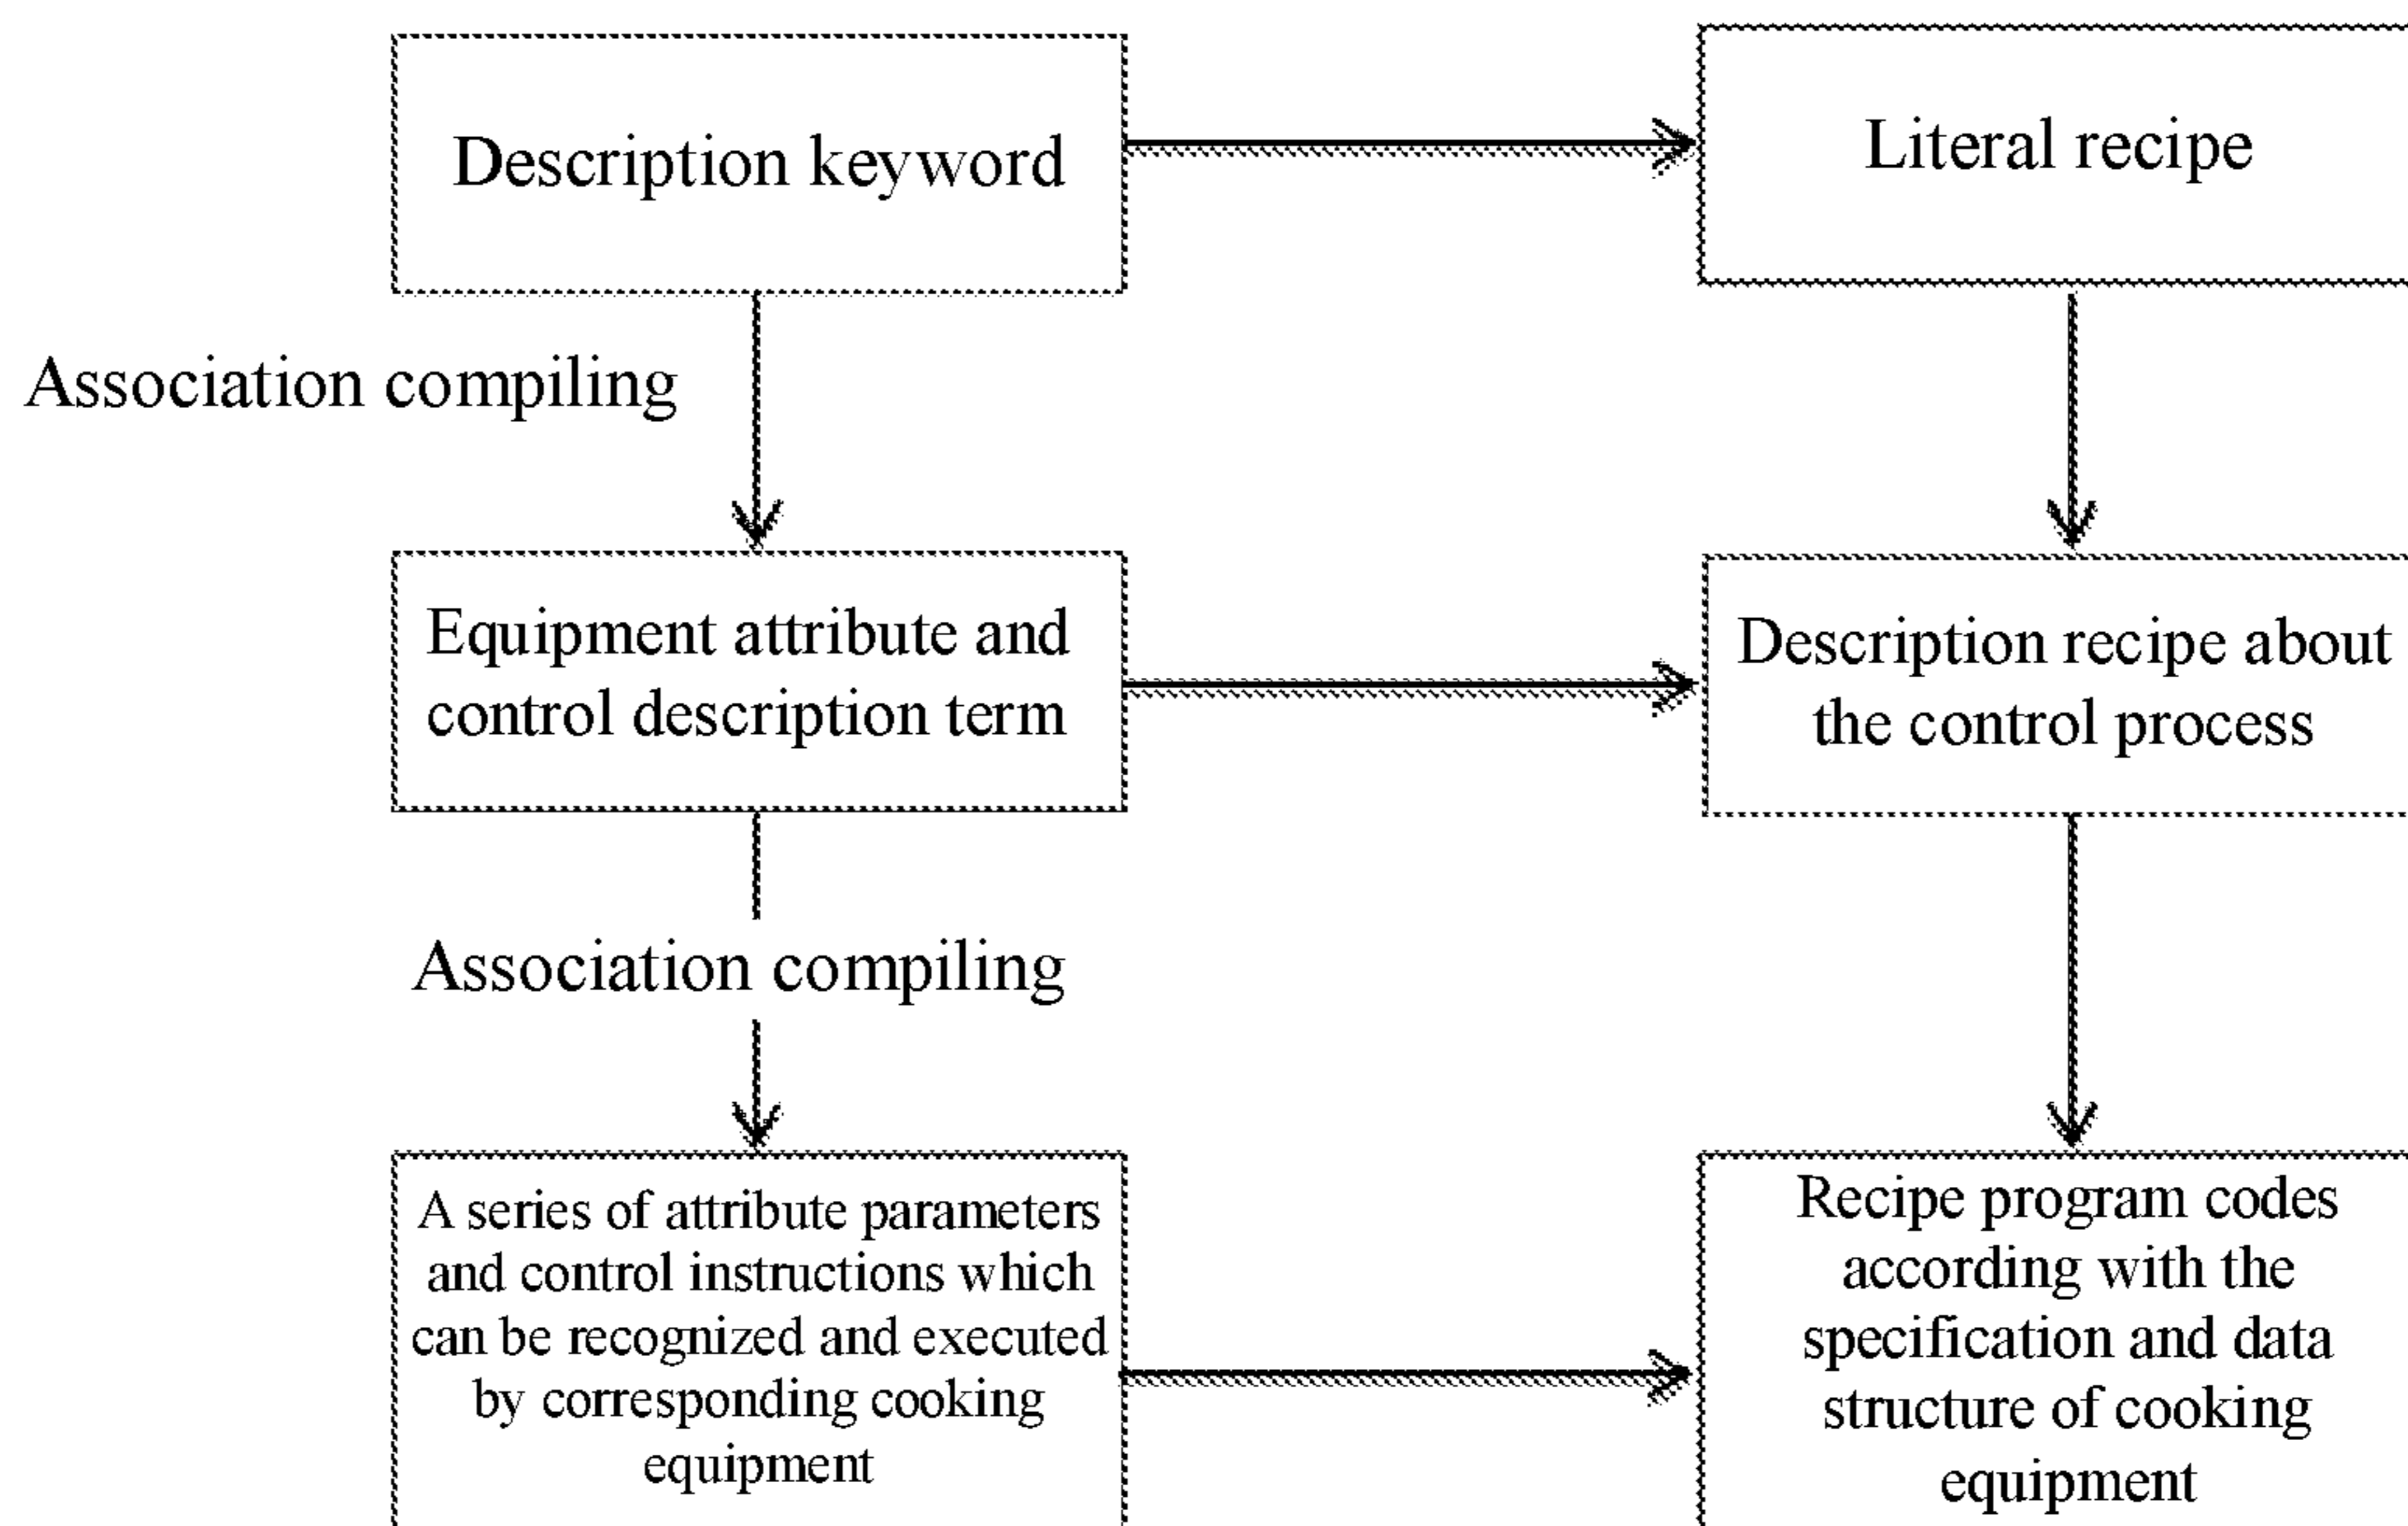 Description keyword
Literal recipe
Association compiling
Equipment attribute and
control description term
Description recipe about
the control process
Association compiling
A series of attribute parameters
and control instructions which
can be recognized and executed
by corresponding cooking
equipment
Recipe program codes
according with the
specification and data
structure of cooking
equipment